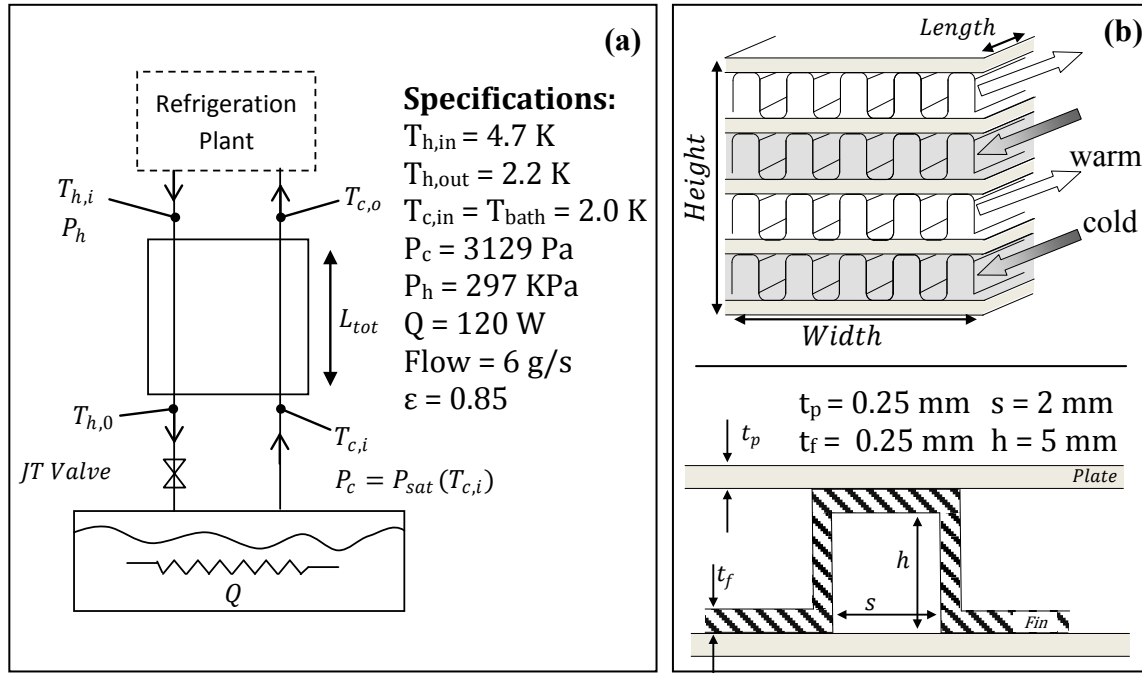 (a)
Refrigeration
Plant
Specifications:
T_h,in = 4.7 K
T_h,out = 2.2 K
T_c,in = T_bath = 2.0 K
P_c = 3129 Pa
P_h = 297 KPa
Q = 120 W
Flow = 6 g/s
ε = 0.85
T_h,i
P_h
T_c,o
L_tot
T_h,0
T_c,i
JT Valve
P_c = P_sat (T_c,i)
Q
(b)
Length
Height
warm
cold
Width
t_p = 0.25 mm s = 2 mm
t_f = 0.25 mm h = 5 mm
t_p
Plate
h
t_f
s
Fin